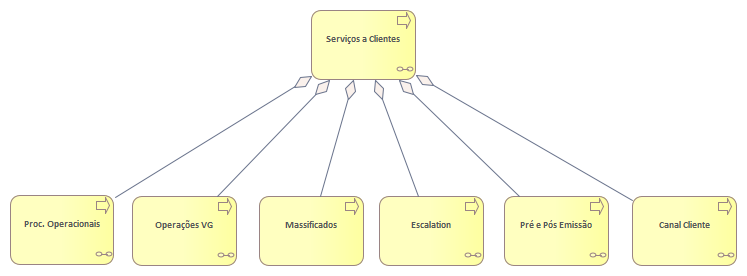 Serviços a Clientes
Proc. Operacionais
Operações VG
Massificados
Escalation
Pré e Pós Emissão
Canal Cliente